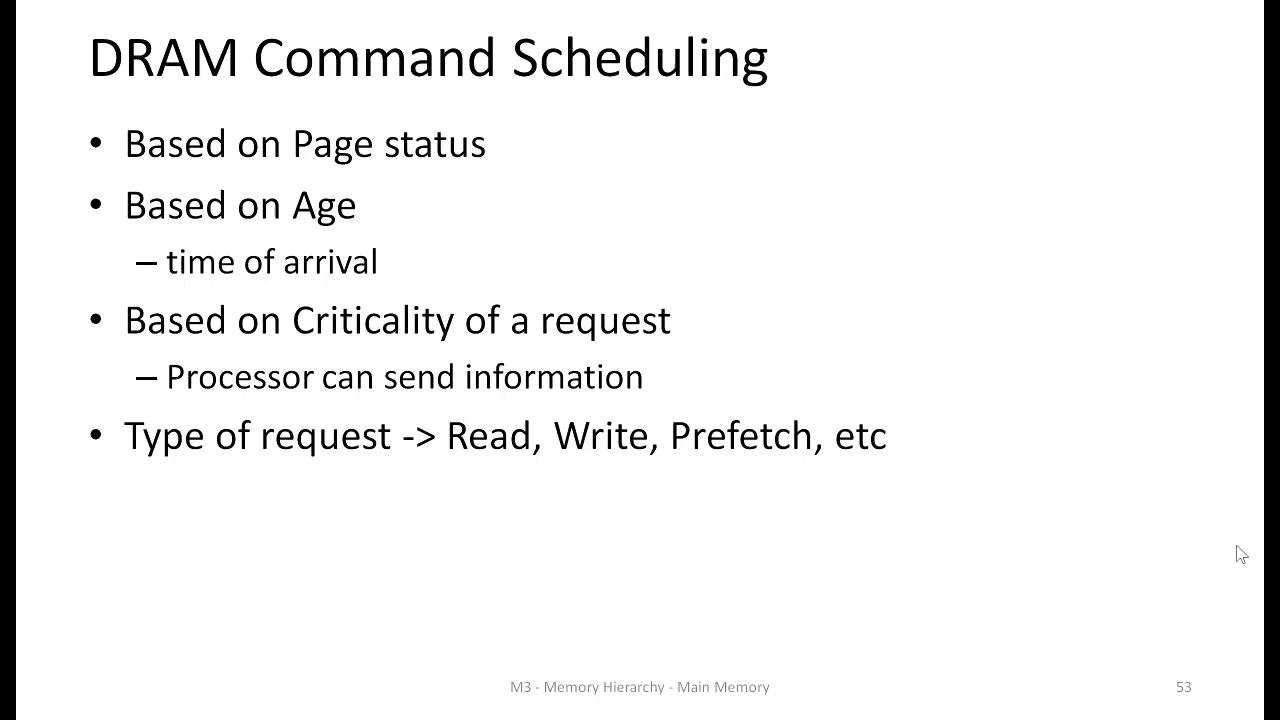 DRAM Command Scheduling
• Based on Page status
• Based on Age
– time of arrival
• Based on Criticality of a request
– Processor can send information
• Type of request -> Read, Write, Prefetch, etc
M3 - Memory Hierarchy - Main Memory
53